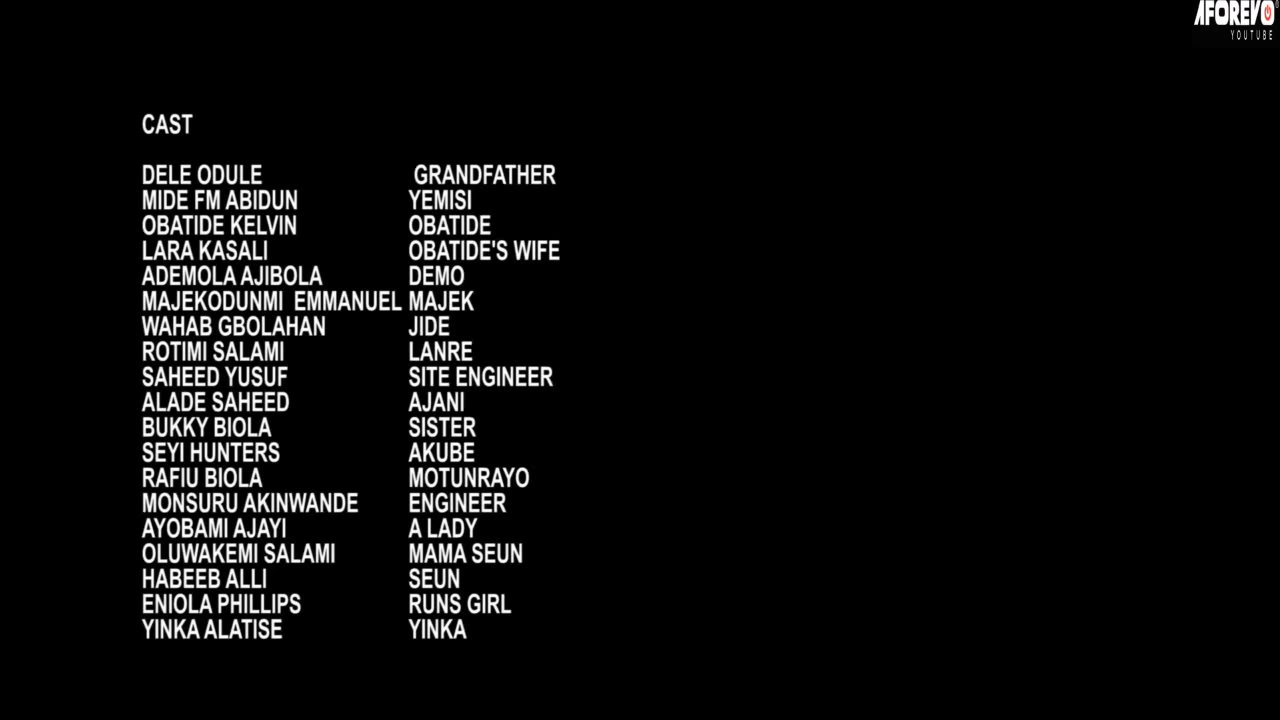 AFOREVO
YOUTUBE
CAST
DELE ODULE GRANDFATHER
MIDE FM ABIDUN YEMISI
OBATIDE KELVIN OBATIDE
LARA KASALI OBATIDE'S WIFE
ADEMOLA AJIBOLA DEMO
MAJEKODUNMI EMMANUEL MAJEK
WAHAB GBOLAHAN JIDE
ROTIMI SALAMI LANRE
SAHEED YUSUF SITE ENGINEER
ALADE SAHEED AJANI
BUKKY BIOLA SISTER
SEYI HUNTERS AKUBE
RAFIU BIOLA MOTUNRAYO
MONSURU AKINWANDE ENGINEER
AYOBAMI AJAYI A LADY
OLUWAKEMI SALAMI MAMA SEUN
HABEEB ALLI SEUN
ENIOLA PHILLIPS RUNS GIRL
YINKA ALATISE YINKA